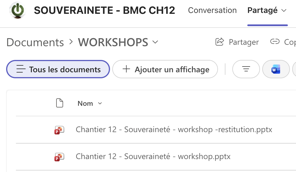 SOUVERAINETE - BMC CH12 Conversation Partagé
Documents > WORKSHOPS Partager
Tous les documents + Ajouter un affichage
Nom
Chantier 12 - Souveraineté - workshop -restitution.pptx
Chantier 12 - Souveraineté - workshop.pptx